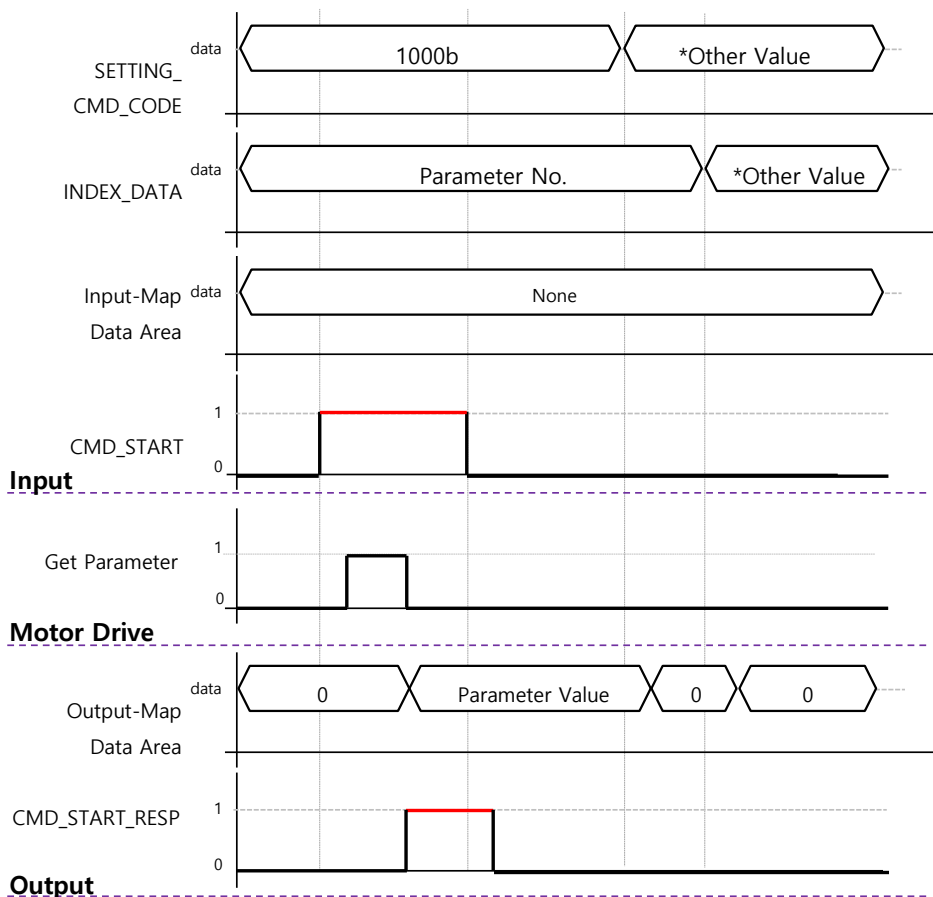 data
1000b
*Other Value
SETTING_
CMD_CODE
data
Parameter No.
*Other Value
INDEX_DATA
Input-Map
data
None
Data Area
1
CMD_START
0
Input
1
Get Parameter
0
Motor Drive
data
0
Parameter Value
0
0
Output-Map
Data Area
1
CMD_START_RESP
0
Output